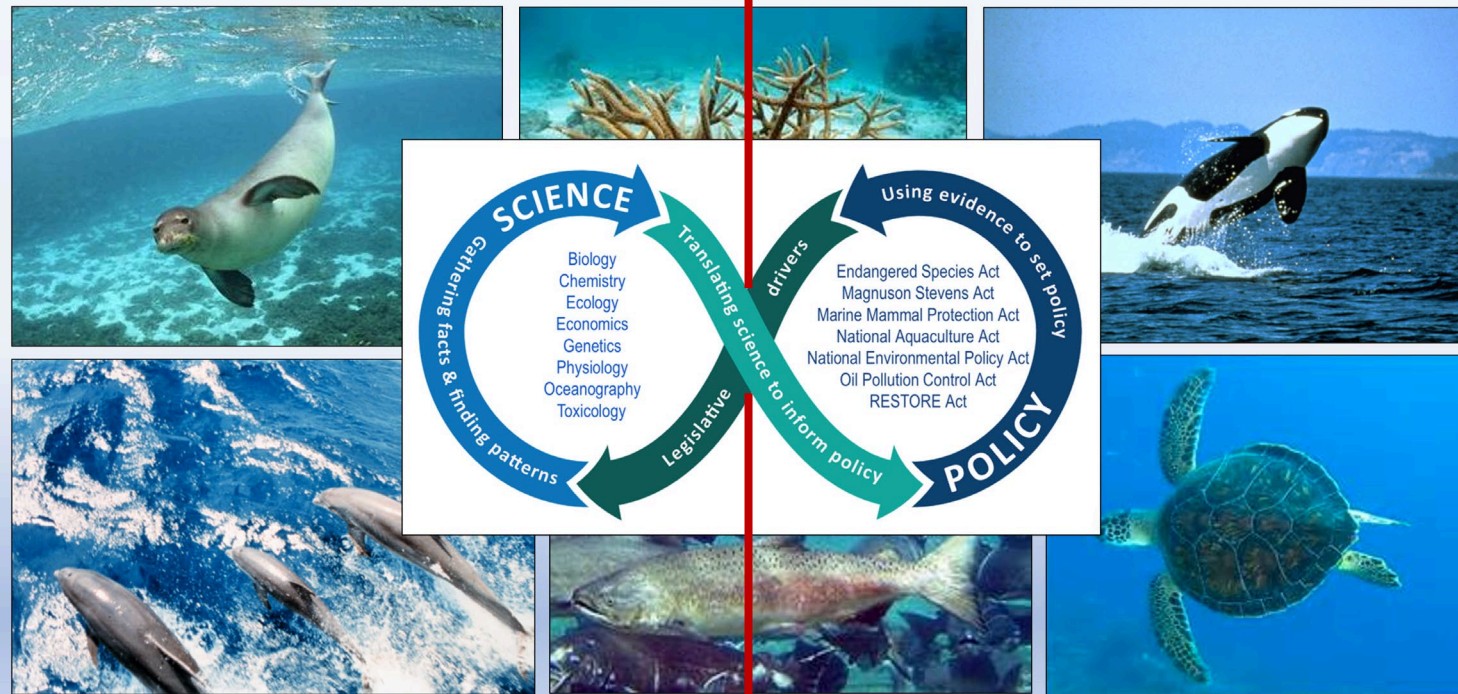 SCIENCE
Gathering facts & finding patterns
Biology
Chemistry
Ecology
Economics
Genetics
Physiology
Oceanography
Toxicology
Translating science to inform policy
Legislative drivers
Using evidence to set policy
Endangered Species Act
Magnuson Stevens Act
Marine Mammal Protection Act
National Aquaculture Act
National Environmental Policy Act
Oil Pollution Control Act
RESTORE Act
POLICY